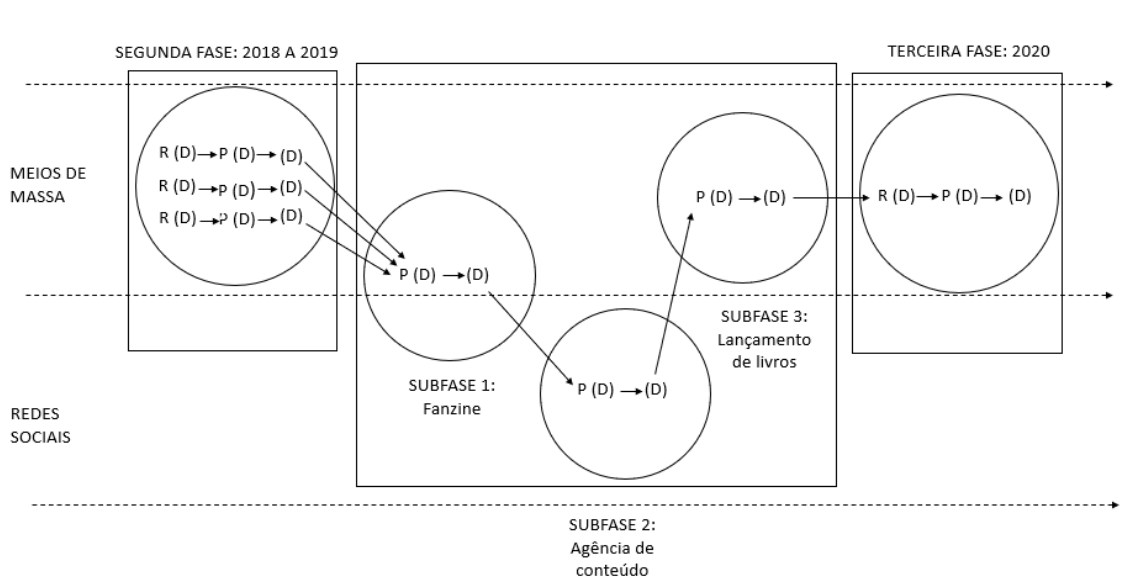 SEGUNDA FASE: 2018 A 2019
TERCEIRA FASE: 2020
MEIOS DE
MASSA
R (D) → P (D) → (D)
R (D) → P (D) → (D)
R (D) → P (D) → (D)
P (D) → (D)
P (D) → (D)
R (D) → P (D) → (D)
SUBFASE 3:
Lançamento
de livros
SUBFASE 1:
Fanzine
P (D) → (D)
REDES
SOCIAIS
SUBFASE 2:
Agência de
conteúdo